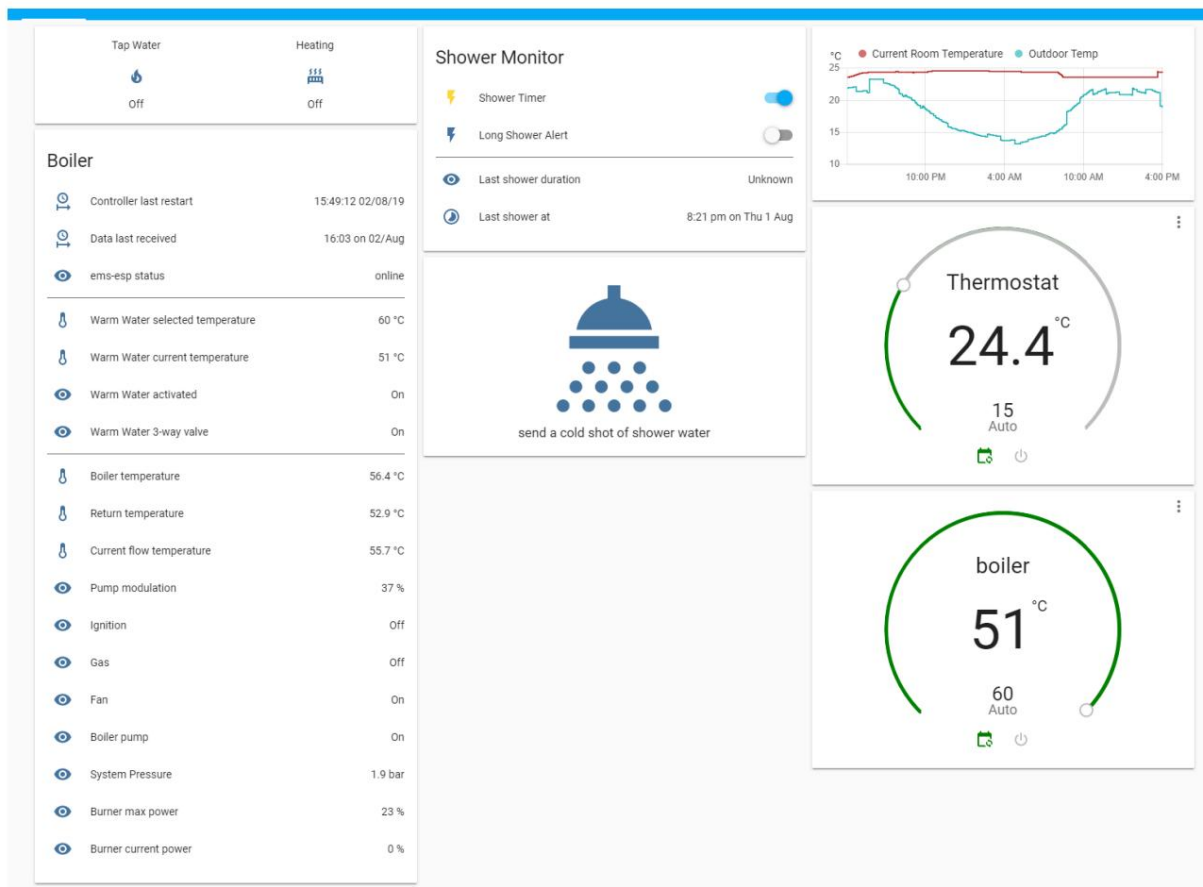 Tap Water Heating
Off Off
Boiler
Controller last restart 15:49:12 02/08/19
Data last received 16:03 on 02/Aug
ems-esp status online
Warm Water selected temperature 60 °C
Warm Water current temperature 51 °C
Warm Water activated On
Warm Water 3-way valve On
Boiler temperature 56.4 °C
Return temperature 52.9 °C
Current flow temperature 55.7 °C
Pump modulation 37 %
Ignition Off
Gas Off
Fan On
Boiler pump On
System Pressure 1.9 bar
Burner max power 23 %
Burner current power 0 %
Shower Monitor
Shower Timer
Long Shower Alert
Last shower duration Unknown
Last shower at 8:21 pm on Thu 1 Aug
send a cold shot of shower water
°C Current Room Temperature Outdoor Temp
25
20
15
10
10:00 PM 4:00 AM 10:00 AM 4:00 PM
Thermostat
24.4 °C
15
Auto
boiler
51 °C
60
Auto